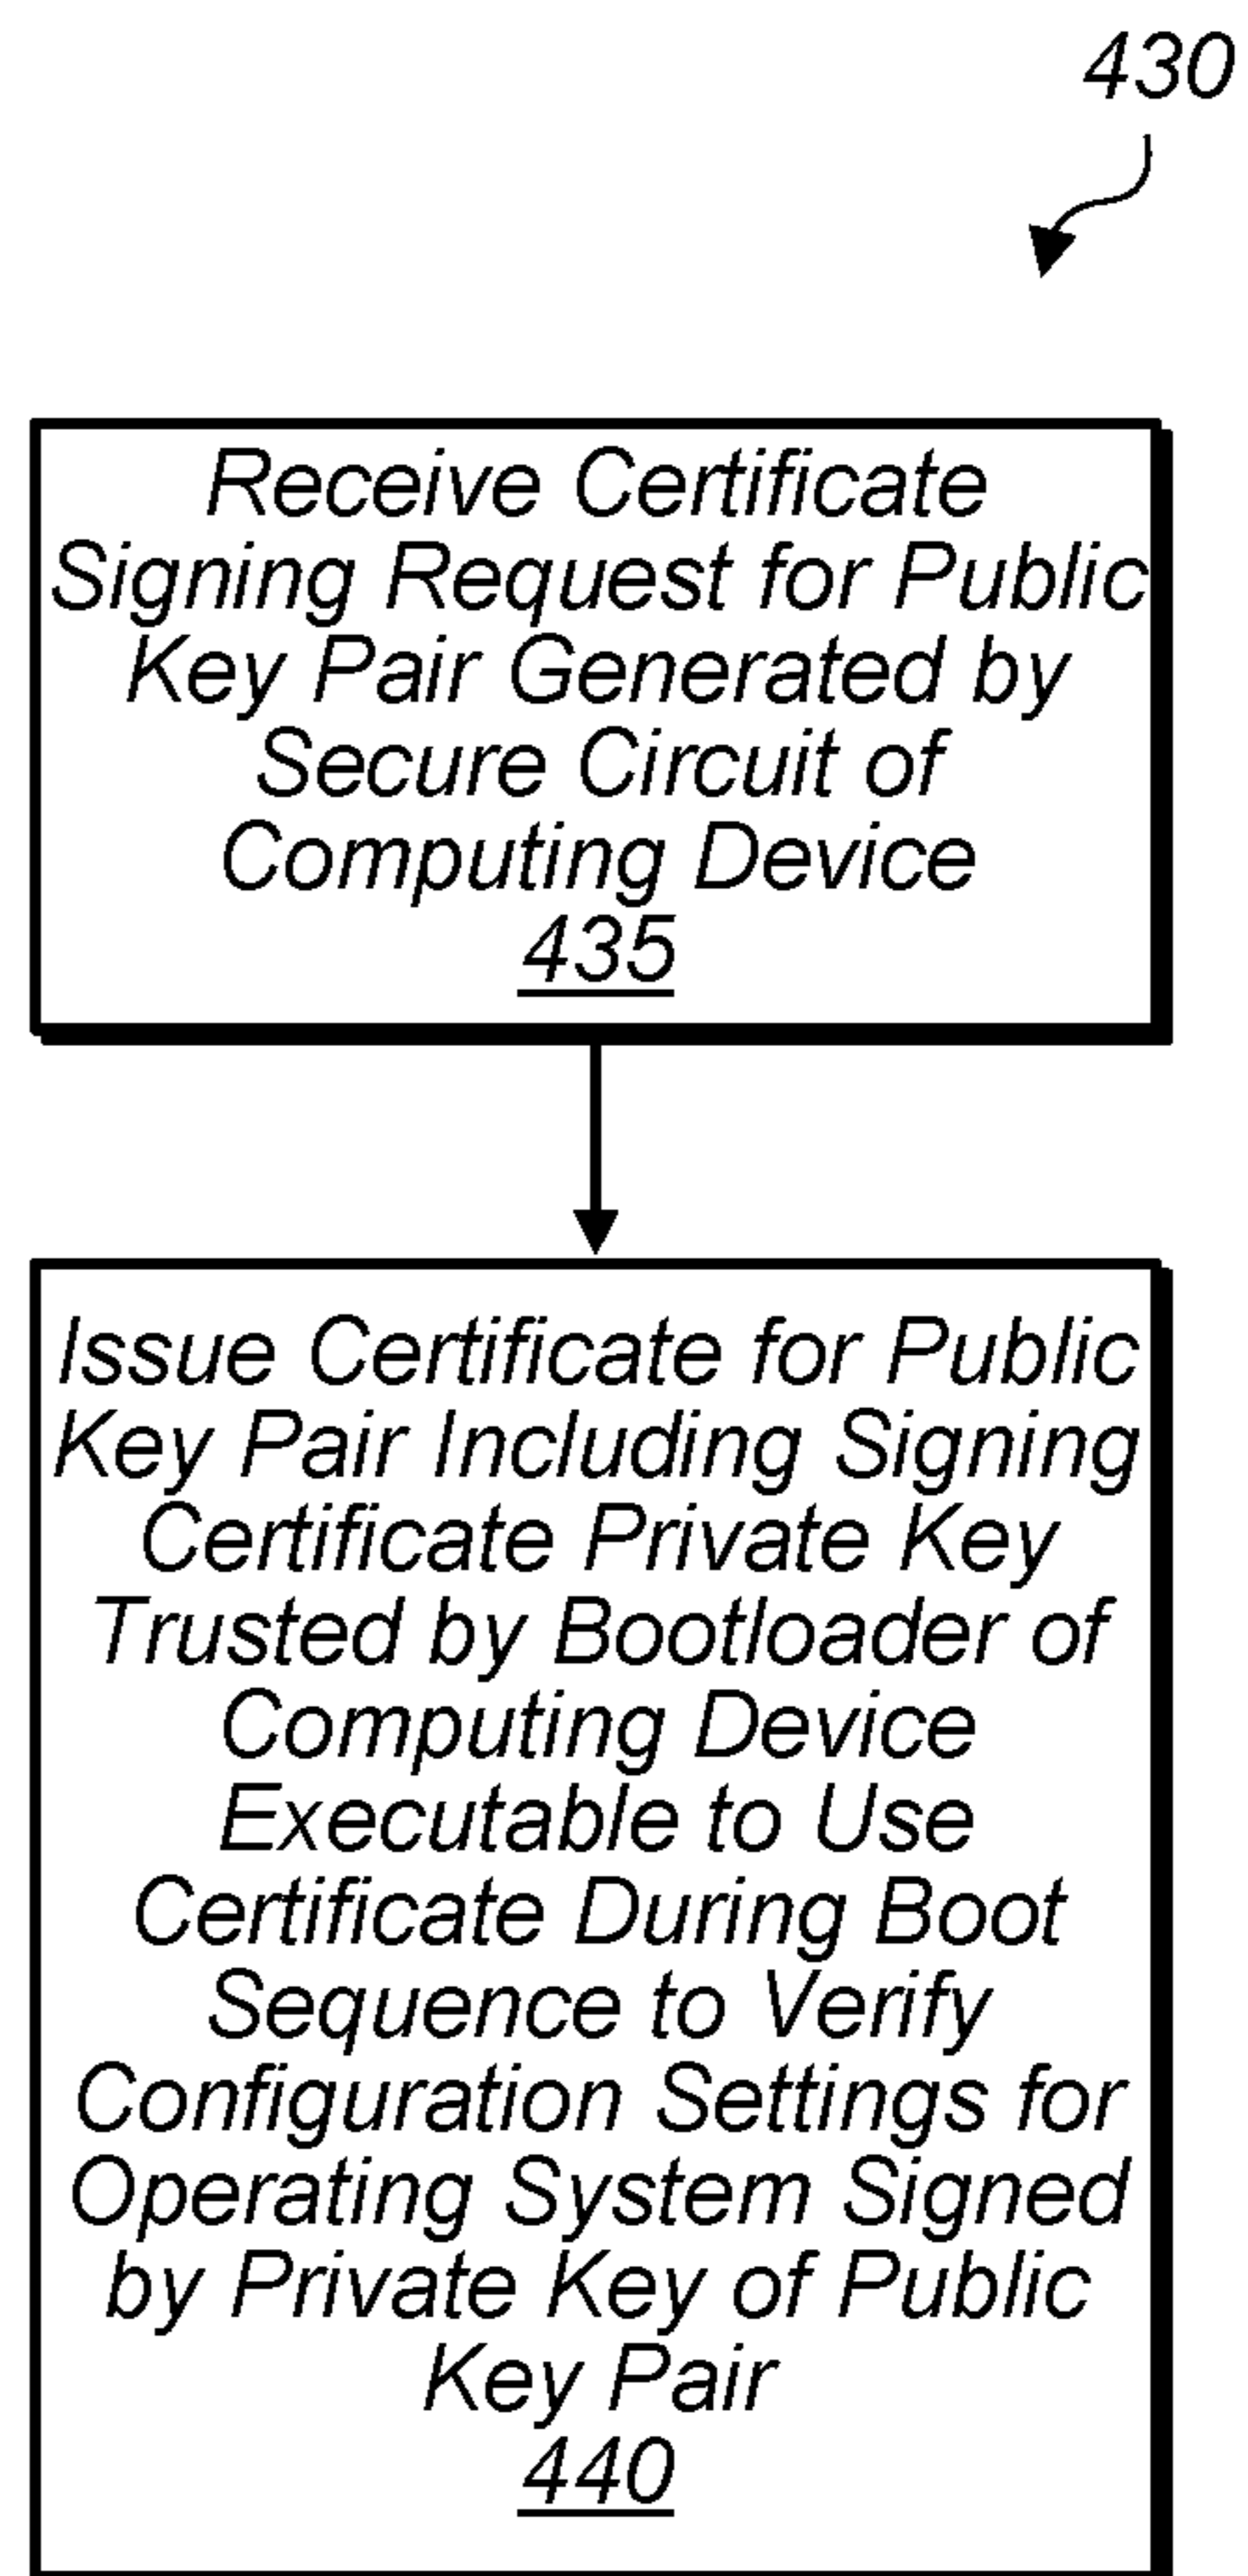 430
Receive Certificate
Signing Request for Public
Key Pair Generated by
Secure Circuit of
Computing Device
435
Issue Certificate for Public
Key Pair Including Signing
Certificate Private Key
Trusted by Bootloader of
Computing Device
Executable to Use
Certificate During Boot
Sequence to Verify
Configuration Settings for
Operating System Signed
by Private Key of Public
Key Pair
440